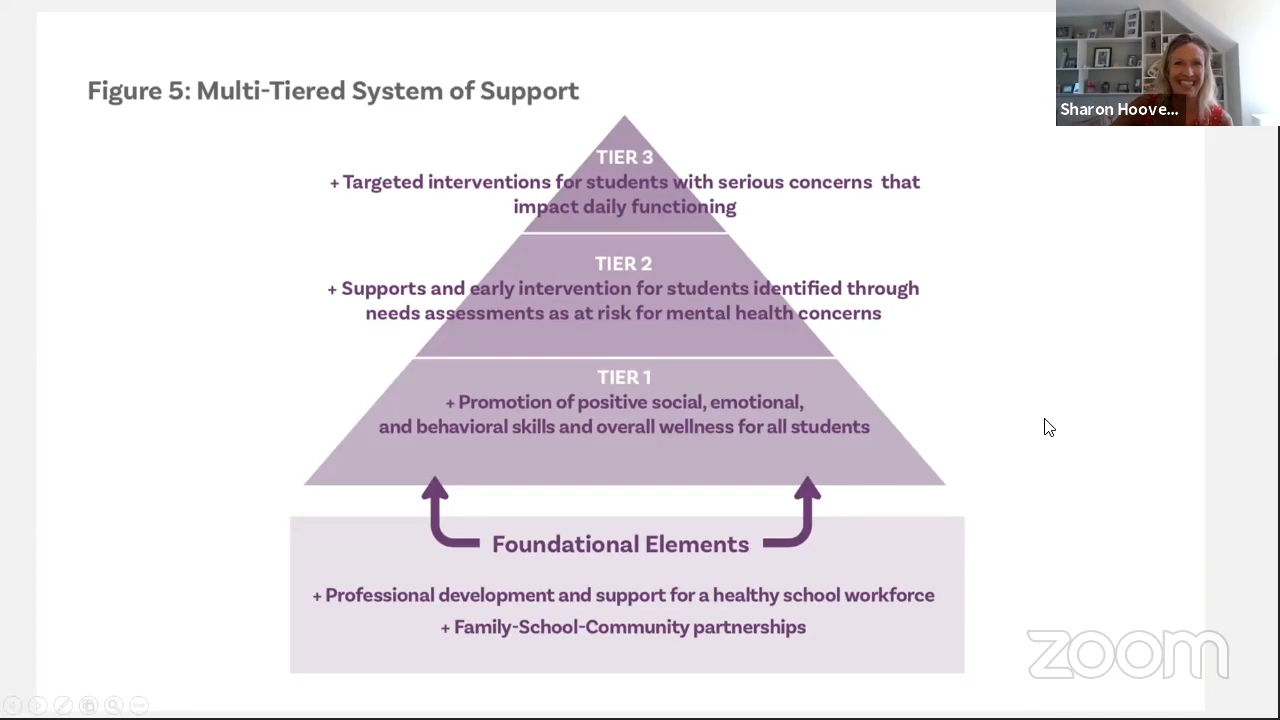 Figure 5: Multi-Tiered System of Support
Sharon Hoove...
TIER 3
+ Targeted interventions for students with serious concerns that
impact daily functioning
TIER 2
+ Supports and early intervention for students identified through
needs assessments as at risk for mental health concerns
TIER 1
+ Promotion of positive social, emotional,
and behavioral skills and overall wellness for all students
Foundational Elements
+ Professional development and support for a healthy school workforce
+ Family-School-Community partnerships
zoom